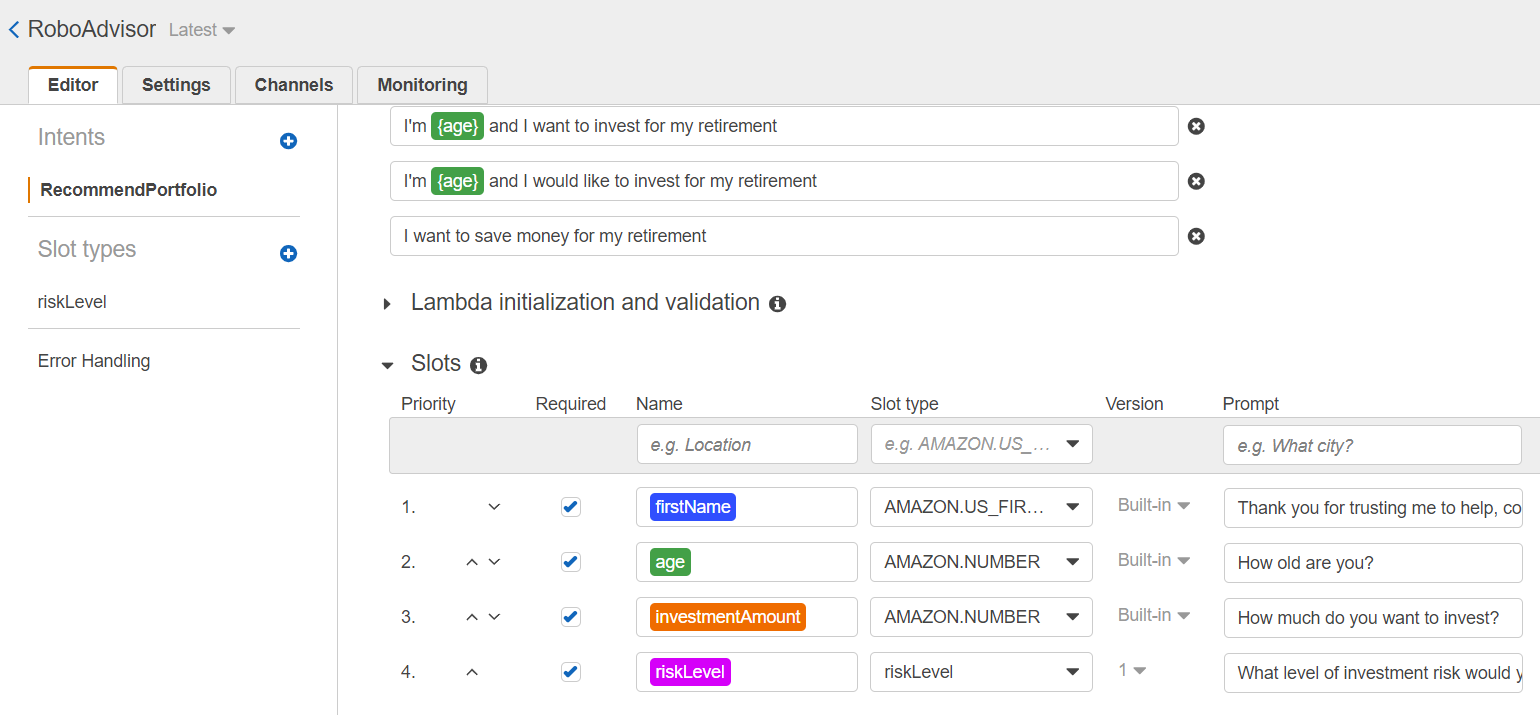 RoboAdvisor Latest
Editor Settings Channels Monitoring
Intents
RecommendPortfolio
Slot types
riskLevel
Error Handling
I'm {age} and I want to invest for my retirement
I'm {age} and I would like to invest for my retirement
I want to save money for my retirement
Lambda initialization and validation
Slots
Priority Required Name Slot type Version Prompt
e.g. Location e.g. AMAZON.US_... e.g. What city?
1. firstName AMAZON.US_FIR... Built-in Thank you for trusting me to help, co
2. age AMAZON.NUMBER Built-in How old are you?
3. investmentAmount AMAZON.NUMBER Built-in How much do you want to invest?
4. riskLevel riskLevel 1 What level of investment risk would y